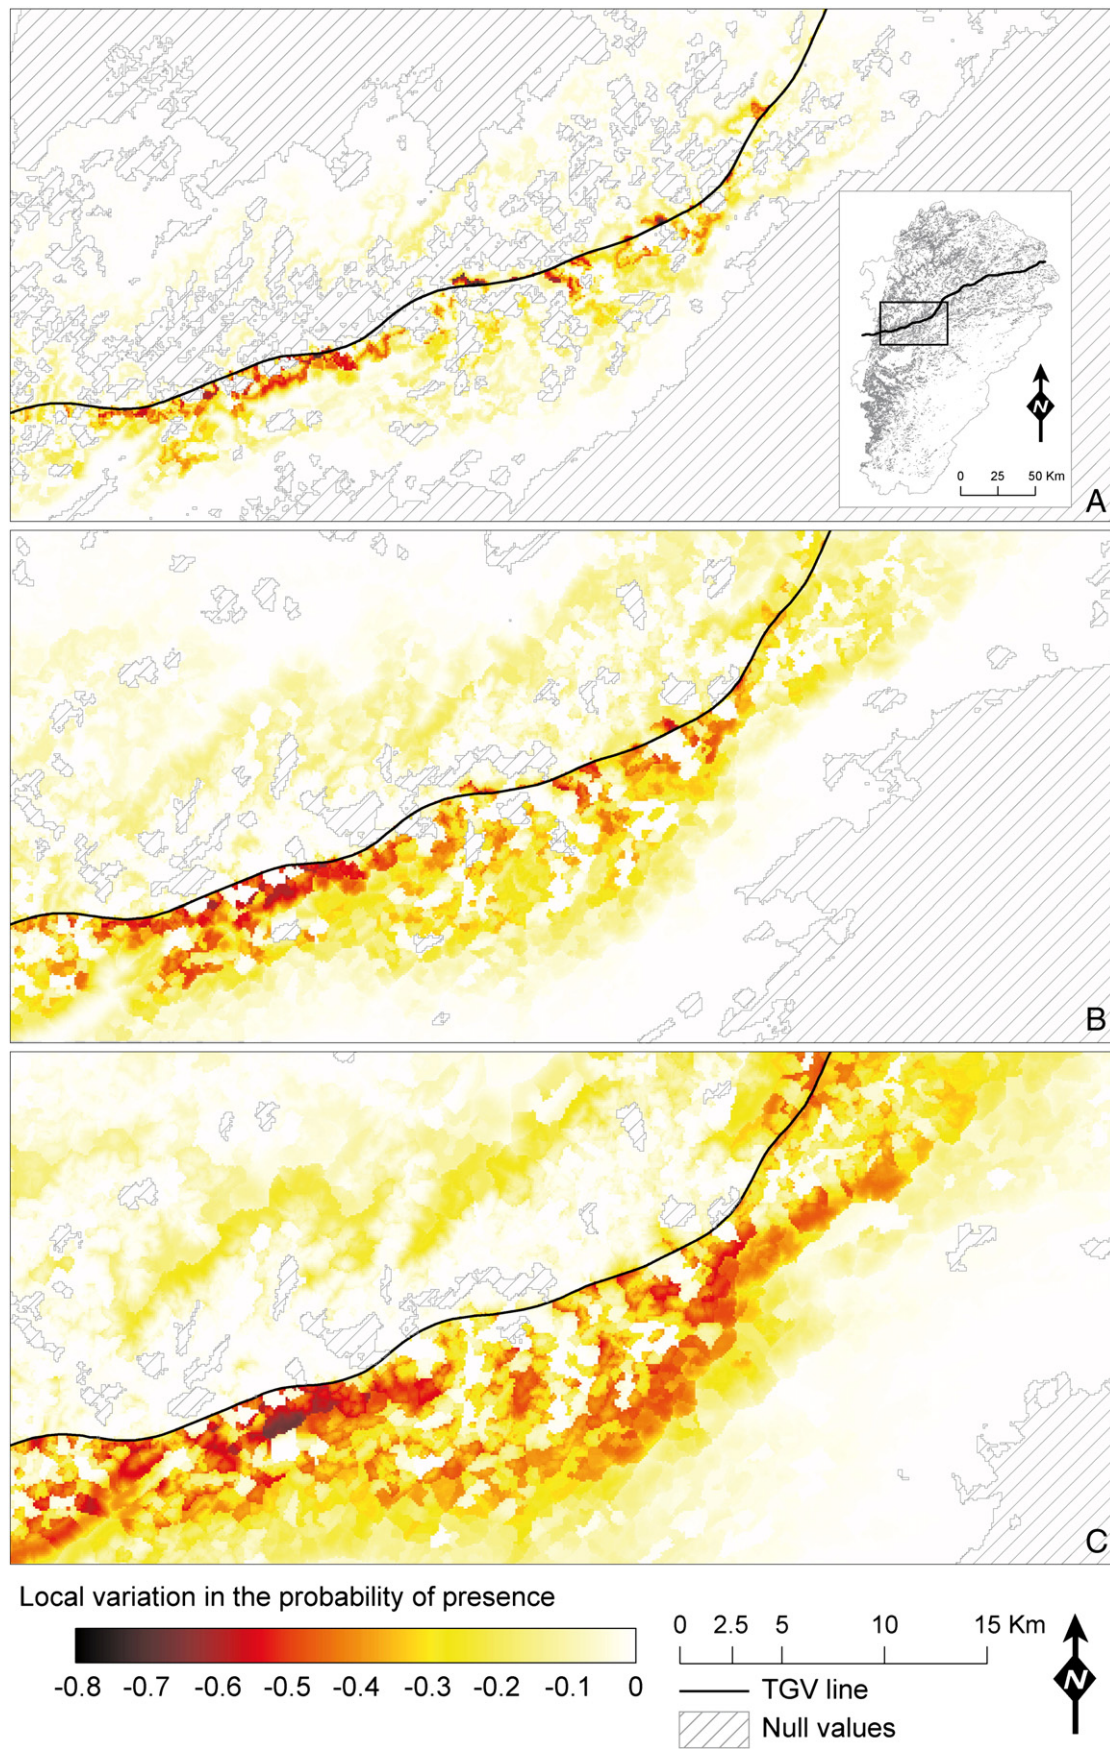 N
0 25 50 Km
A
B
C
Local variation in the probability of presence
-0.8 -0.7 -0.6 -0.5 -0.4 -0.3 -0.2 -0.1 0
0 2.5 5 10 15 Km
TGV line
Null values
N